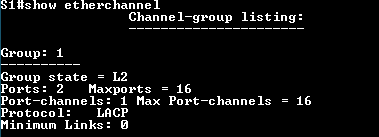 S1#show etherchannel
Channel-group listing:
----------------------
Group: 1
----------
Group state = L2
Ports: 2   Maxports = 16
Port-channels: 1 Max Port-channels = 16
Protocol:   LACP
Minimum Links: 0